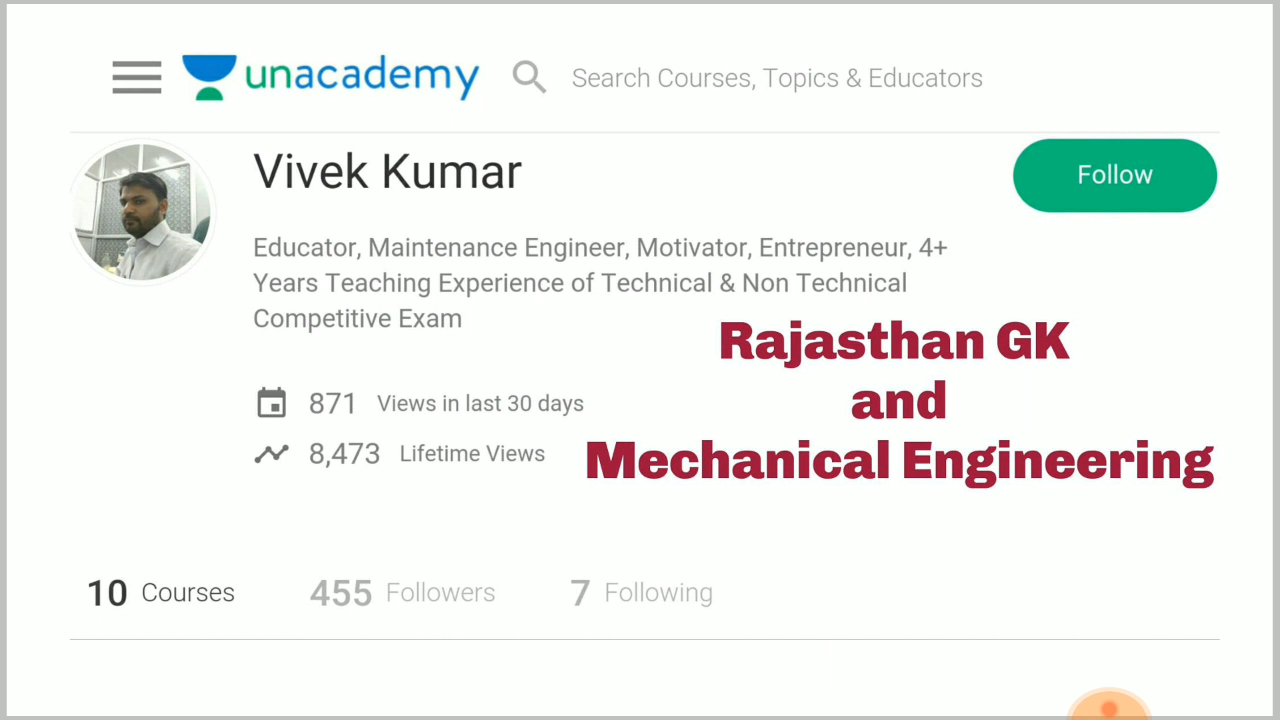 unacademy
Search Courses, Topics & Educators
Vivek Kumar
Follow
Educator, Maintenance Engineer, Motivator, Entrepreneur, 4+
Years Teaching Experience of Technical & Non Technical
Competitive Exam
Rajasthan GK
and
Mechanical Engineering
871 Views in last 30 days
8,473 Lifetime Views
10 Courses
455 Followers
7 Following